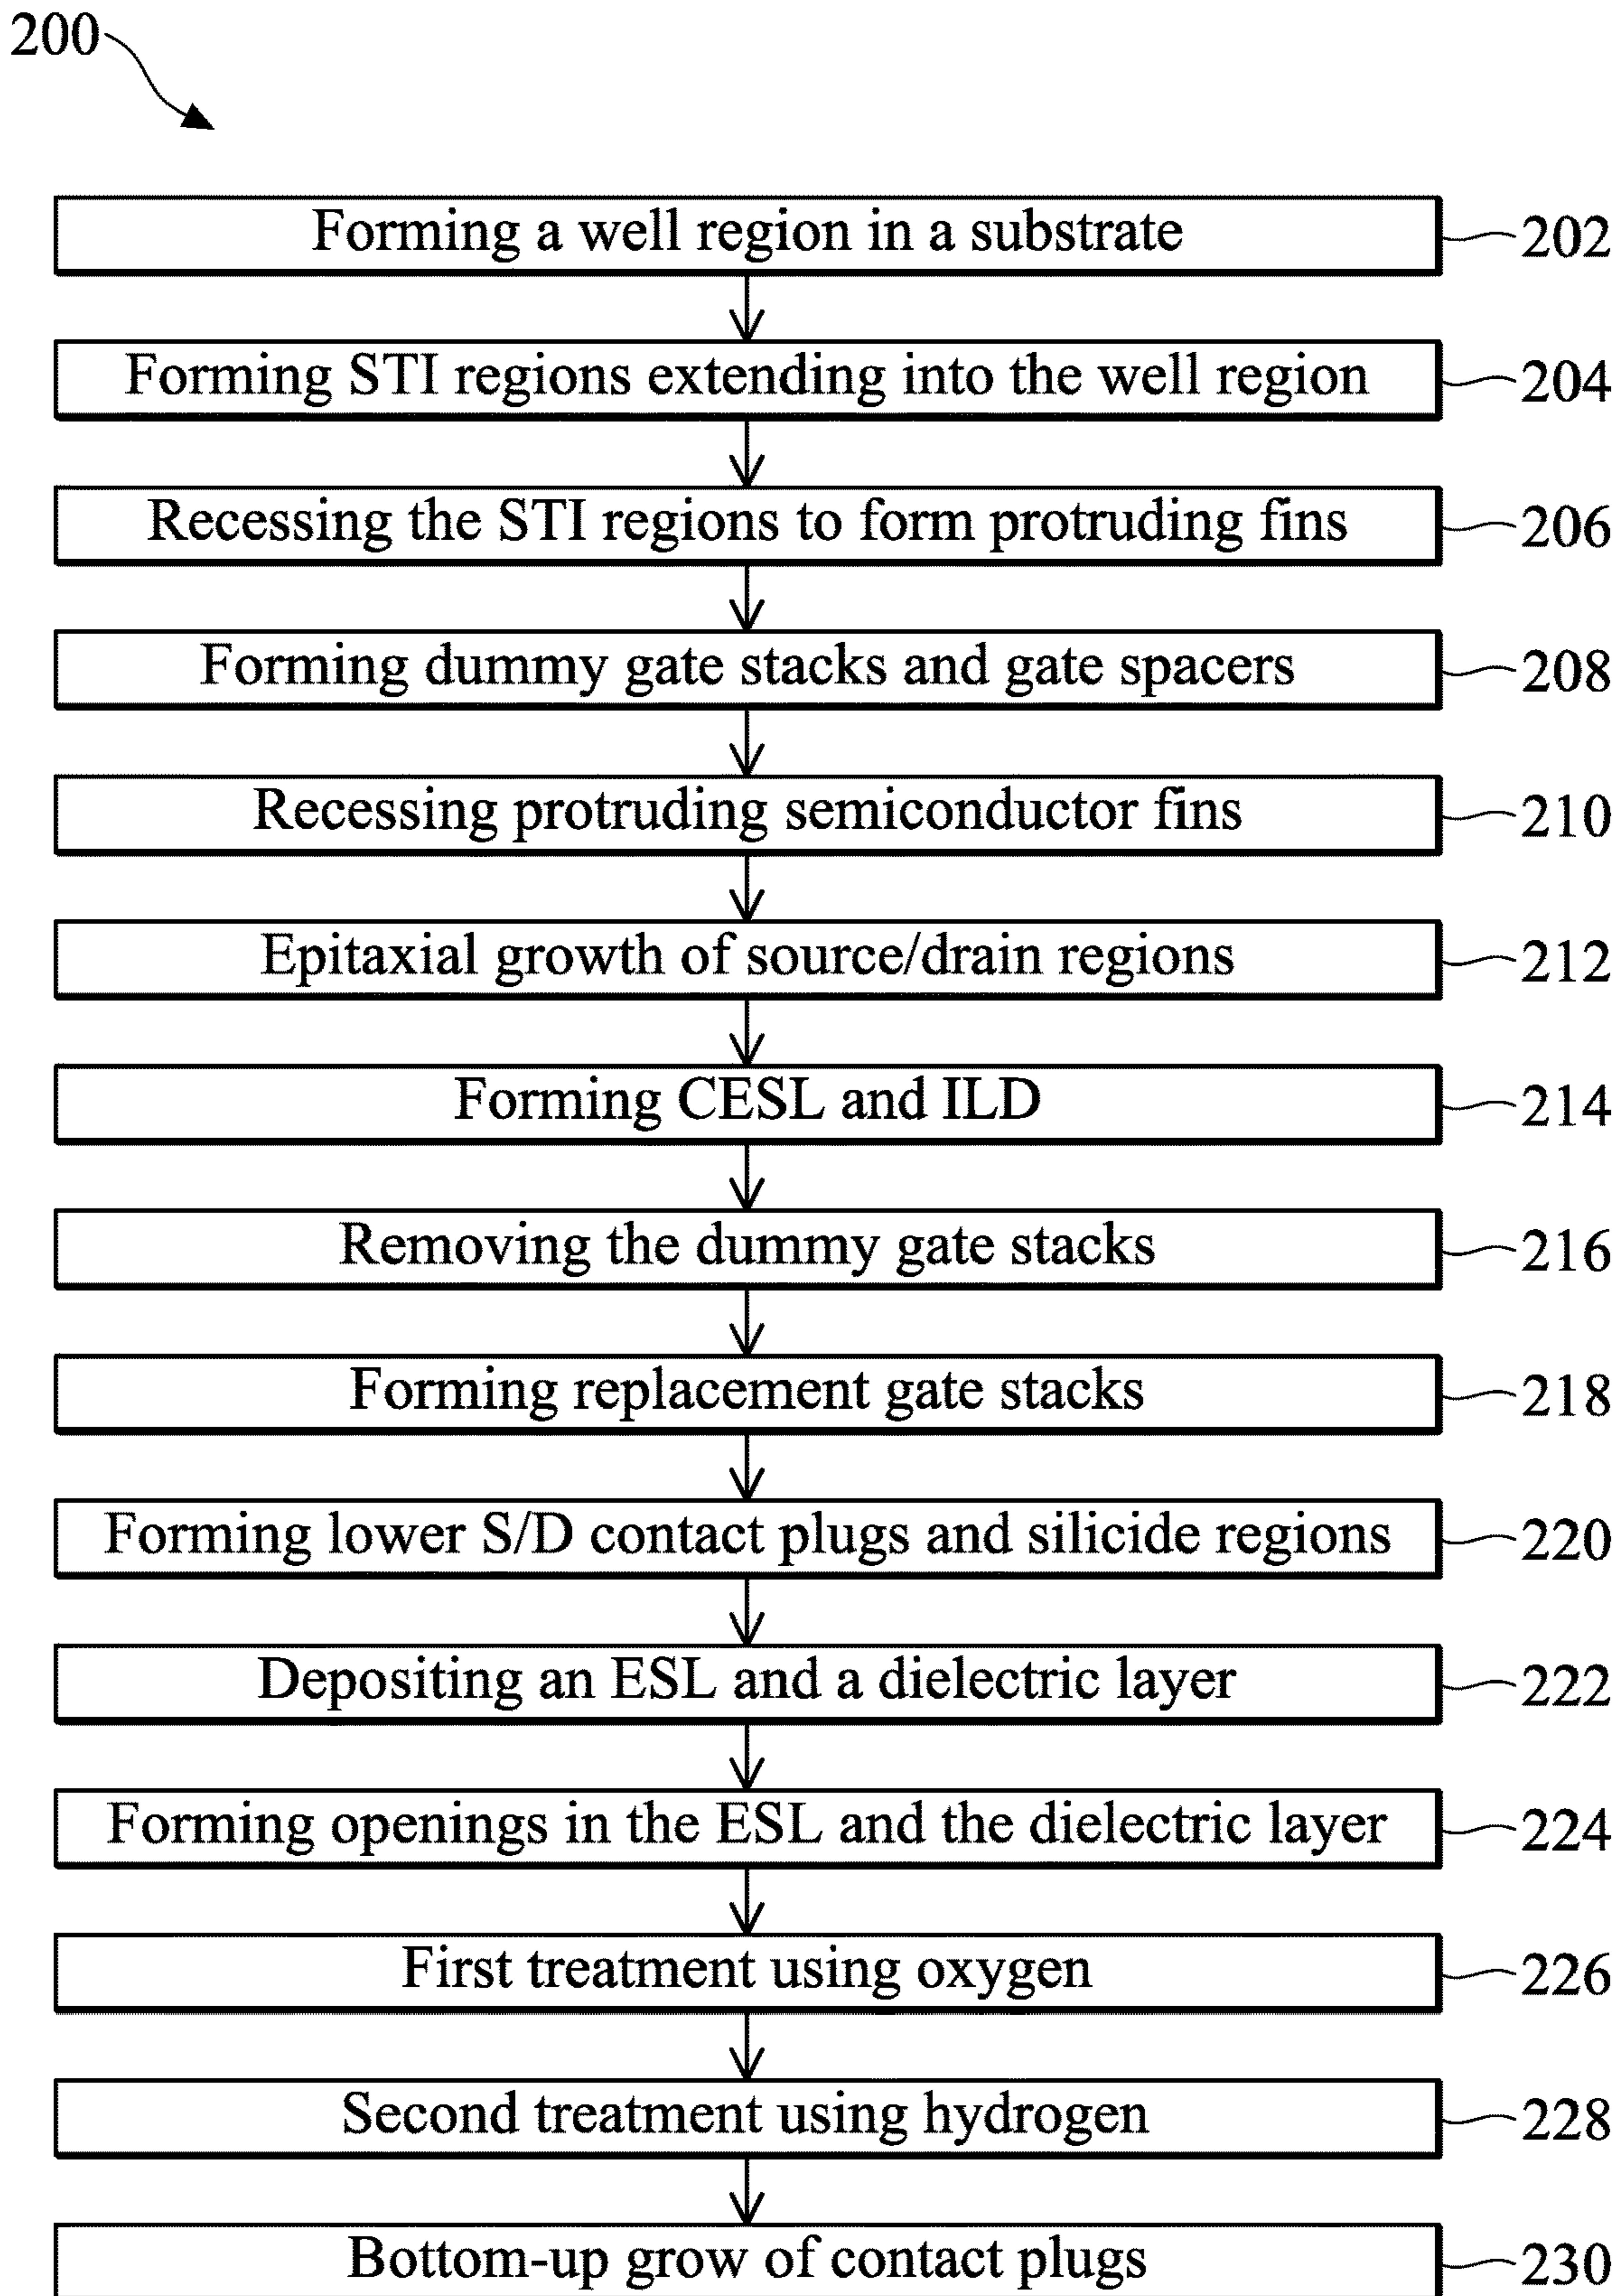 200
Forming a well region in a substrate 202
Forming STI regions extending into the well region 204
Recessing the STI regions to form protruding fins 206
Forming dummy gate stacks and gate spacers 208
Recessing protruding semiconductor fins 210
Epitaxial growth of source/drain regions 212
Forming CESL and ILD 214
Removing the dummy gate stacks 216
Forming replacement gate stacks 218
Forming lower S/D contact plugs and silicide regions 220
Depositing an ESL and a dielectric layer 222
Forming openings in the ESL and the dielectric layer 224
First treatment using oxygen 226
Second treatment using hydrogen 228
Bottom-up grow of contact plugs 230